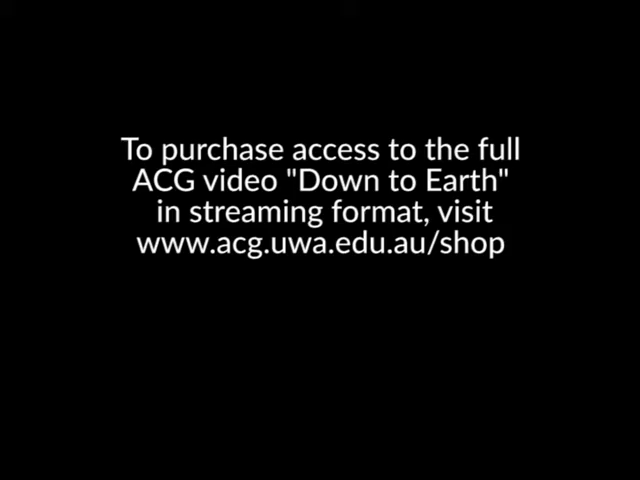 To purchase access to the full
ACG video "Down to Earth"
in streaming format, visit
www.acg.uwa.edu.au/shop